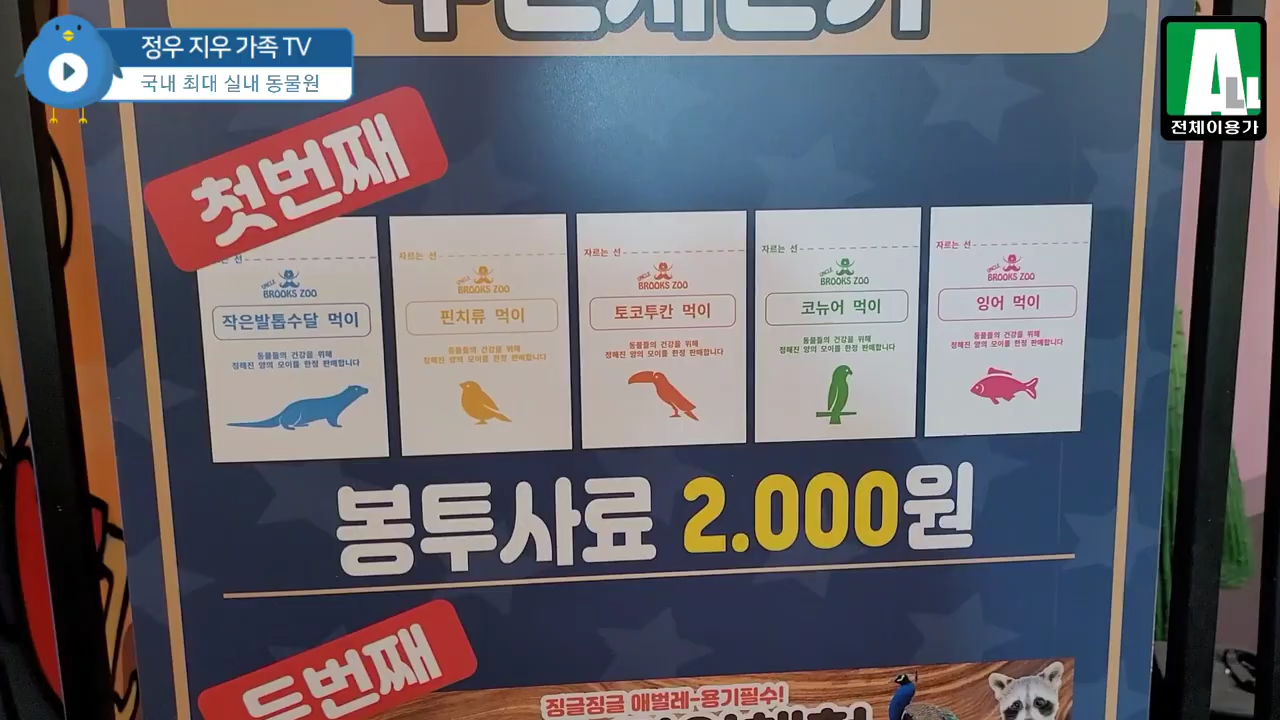 정우 지우 가족 TV
국내 최대 실내 동물원
ALL
전체이용가
첫번째
자르는 선
자르는 선
자르는 선
자르는 선
UNCLE
BROOKS ZOO
작은발톱수달 먹이
동물들의 건강을 위해
정해진 양의 모이를 한정 판매합니다
UNCLE
BROOKS ZOO
핀치류 먹이
동물들의 건강을 위해
정해진 양의 모이를 한정 판매합니다
UNCLE
BROOKS ZOO
토코투칸 먹이
동물들의 건강을 위해
정해진 양의 모이를 한정 판매합니다
UNCLE
BROOKS ZOO
코뉴어 먹이
동물들의 건강을 위해
정해진 양의 모이를 한정 판매합니다
UNCLE
BROOKS ZOO
잉어 먹이
동물들의 건강을 위해
정해진 양의 모이를 한정 판매합니다
봉투사료 2.000원
두번째
징글징글 애벌레-용기필수!